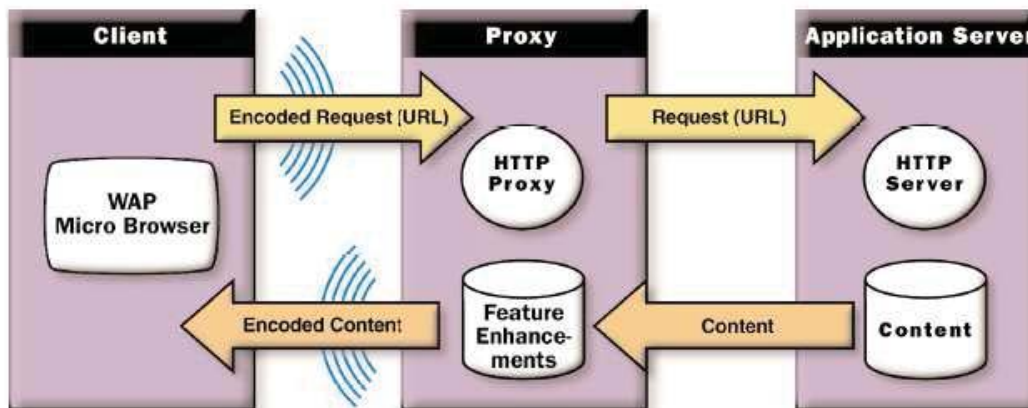 Client
Proxy
Application Server
Encoded Request (URL)
Request (URL)
WAP
Micro Browser
HTTP
Proxy
HTTP
Server
Encoded Content
Feature
Enhance-
ments
Content
Content